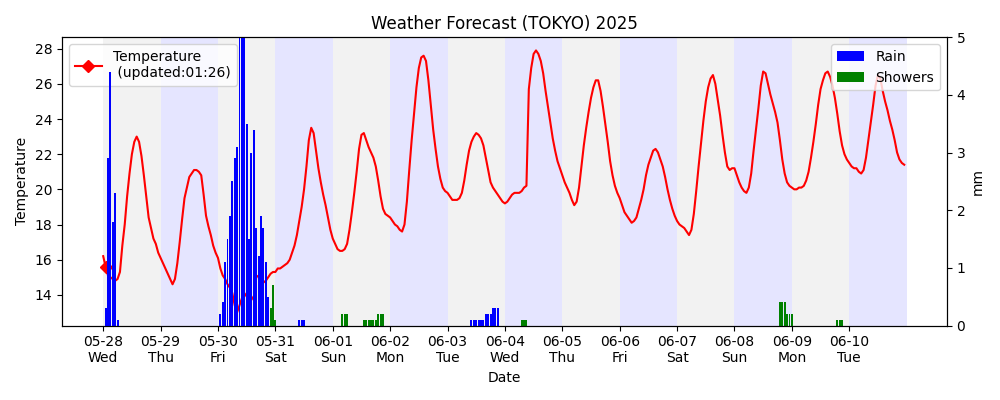 Weather Forecast (TOKYO) 2025
Temperature
(updated:01:26)
Rain
Showers
28
26
24
22
20
18
16
14
Temperature
5
4
3
2
1
0
mm
05-28 05-29 05-30 05-31 06-01 06-02 06-03 06-04 06-05 06-06 06-07 06-08 06-09 06-10
Wed Thu Fri Sat Sun Mon Tue Wed Thu Fri Sat Sun Mon Tue
Date